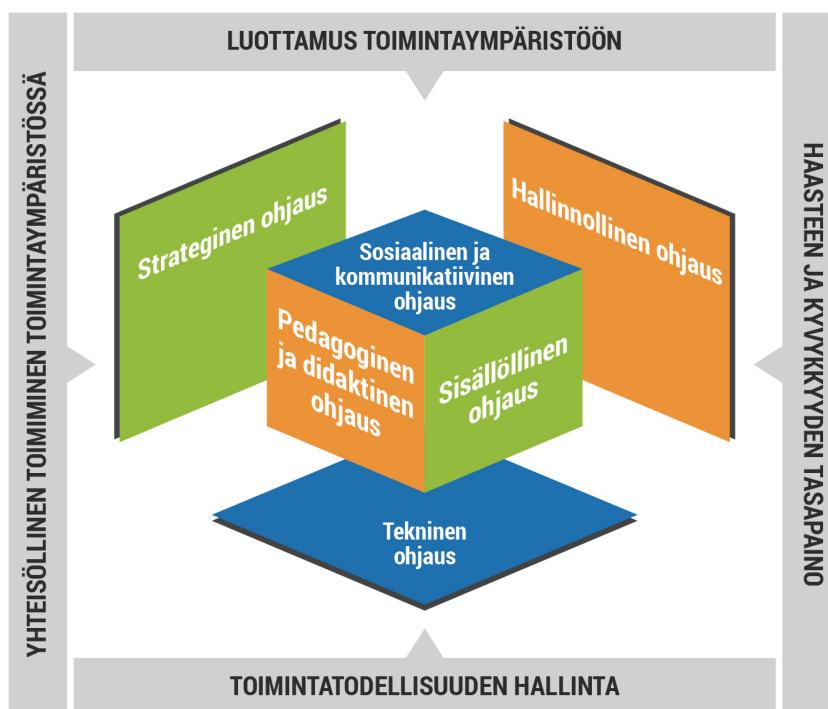 LUOTTAMUS TOIMINTAYMPÄRISTÖÖN
YHTEISÖLLINEN TOIMIMINEN TOIMINTAYMPÄRISTÖSSÄ
HAASTEEN JA KYVYKKYYDEN TASAPAINO
Strateginen ohjaus
Hallinnollinen ohjaus
Sosiaalinen ja
kommunikatiivinen
ohjaus
Pedagoginen
ja didaktinen
ohjaus
Sisällöllinen
ohjaus
Tekninen
ohjaus
TOIMINTATODELLISUUDEN HALLINTA